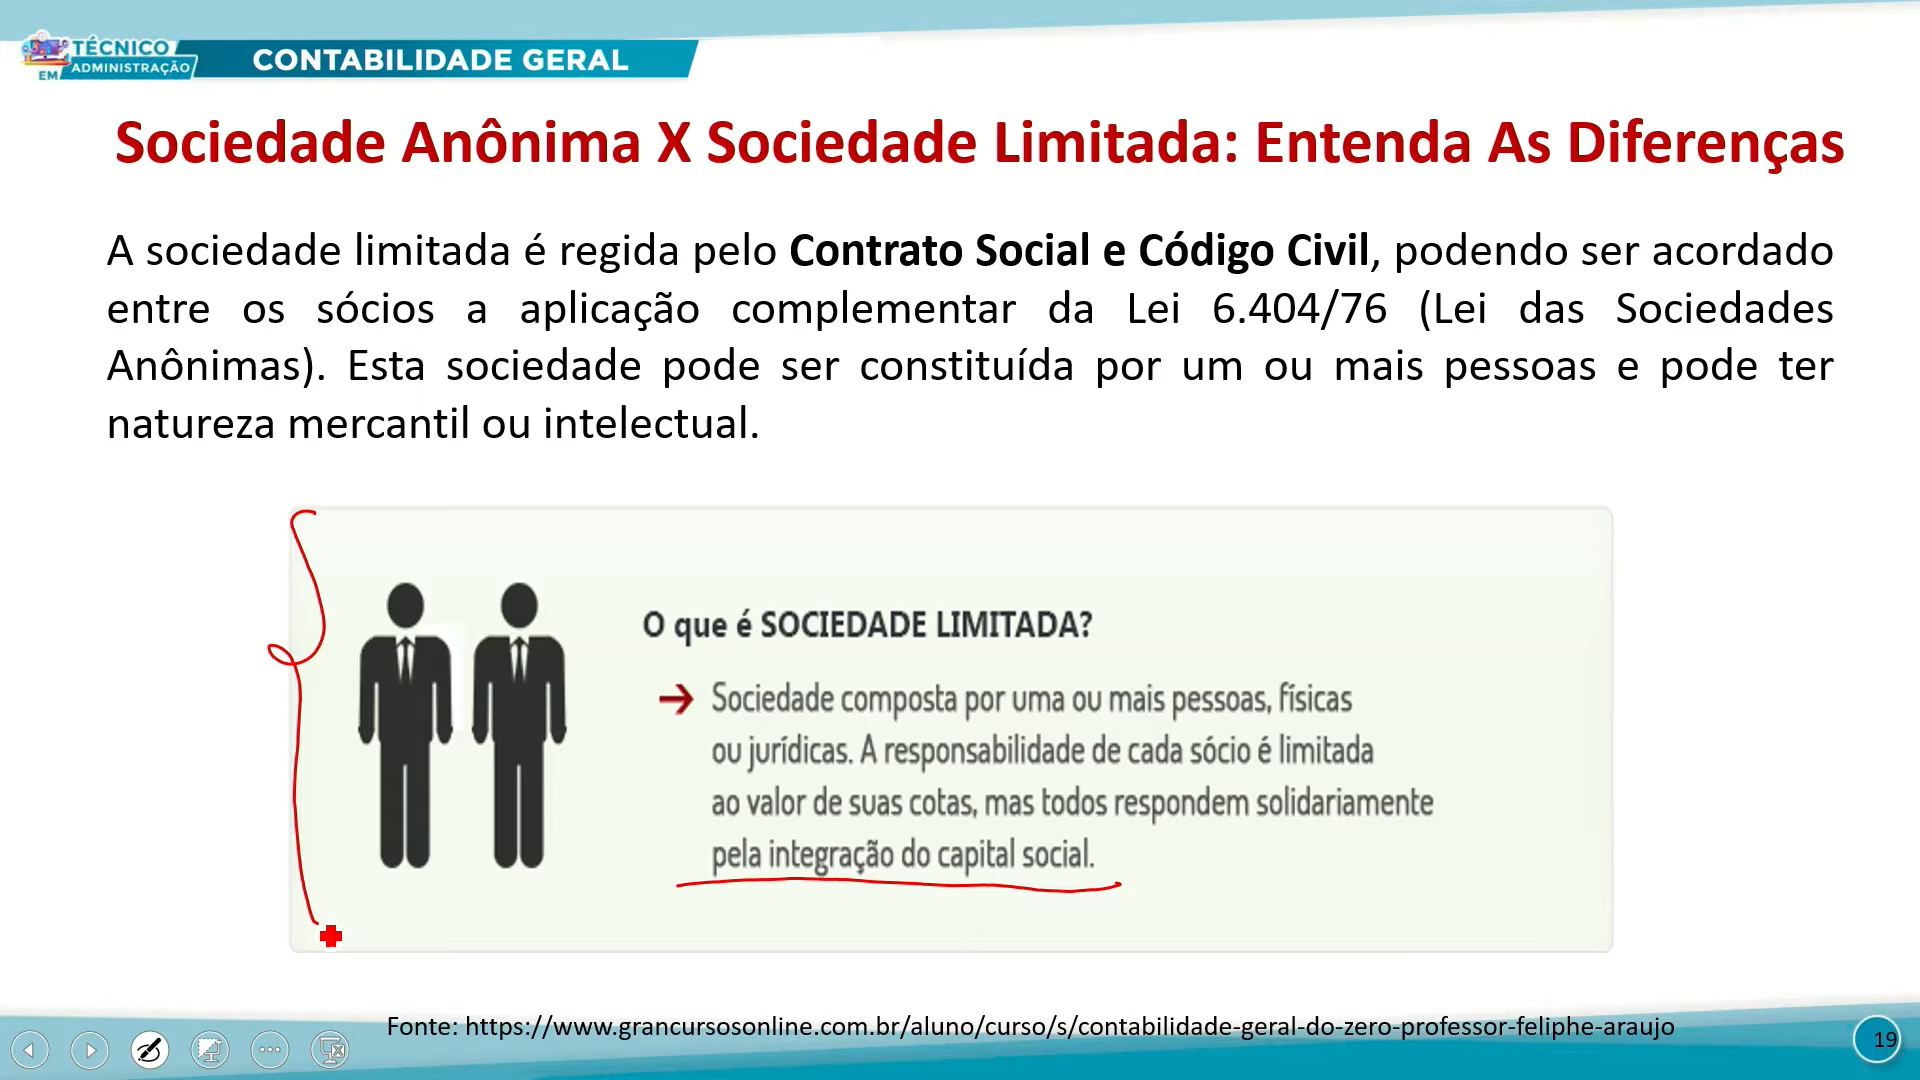 TÉCNICO
EM ADMINISTRAÇÃO
CONTABILIDADE GERAL
Sociedade Anônima X Sociedade Limitada: Entenda As Diferenças
A sociedade limitada é regida pelo Contrato Social e Código Civil, podendo ser acordado
entre os sócios a aplicação complementar da Lei 6.404/76 (Lei das Sociedades
Anônimas). Esta sociedade pode ser constituída por um ou mais pessoas e pode ter
natureza mercantil ou intelectual.
O que é SOCIEDADE LIMITADA?
Sociedade composta por uma ou mais pessoas, físicas
ou jurídicas. A responsabilidade de cada sócio é limitada
ao valor de suas cotas, mas todos respondem solidariamente
pela integração do capital social.
Fonte: https://www.grancursosonline.com.br/aluno/curso/s/contabilidade-geral-do-zero-professor-feliphe-araujo
19